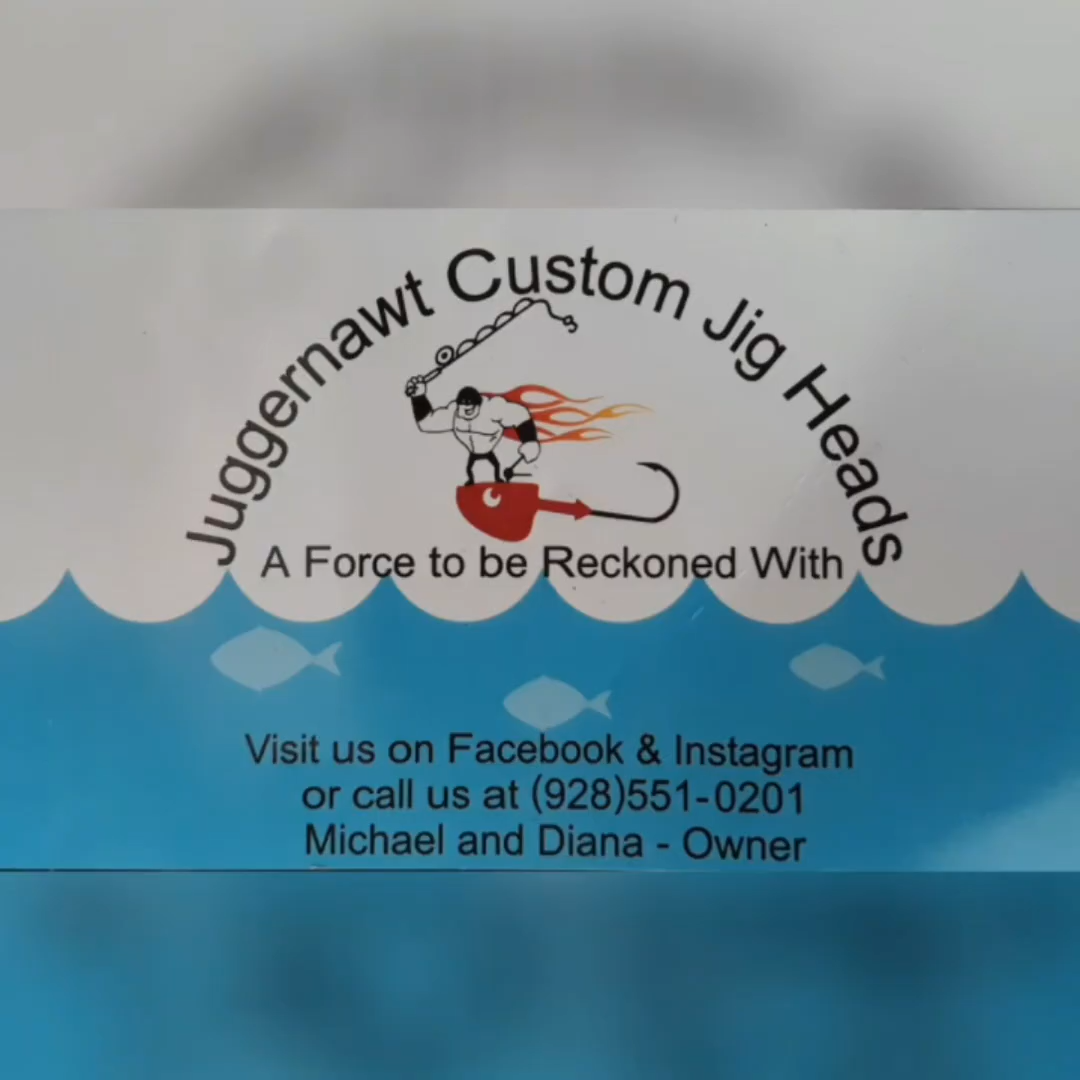 Juggernawt Custom Jig Heads
A Force to be Reckoned With
Visit us on Facebook & Instagram
or call us at (928)551-0201
Michael and Diana - Owner